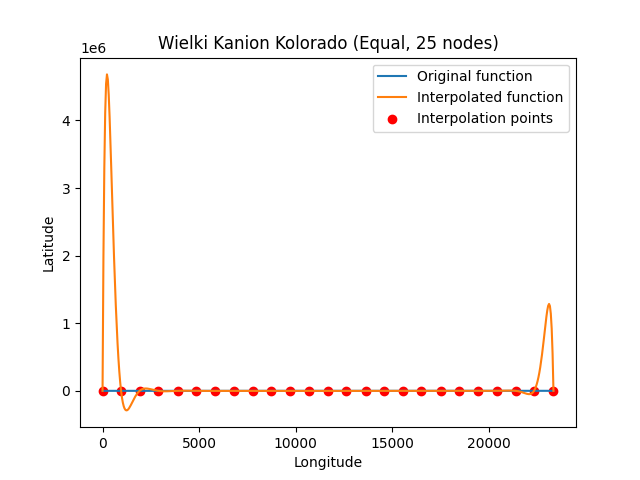 Wielki Kanion Kolorado (Equal, 25 nodes)
1e6
Original function
Interpolated function
Interpolation points
4
3
2
1
0
Latitude
0 5000 10000 15000 20000
Longitude